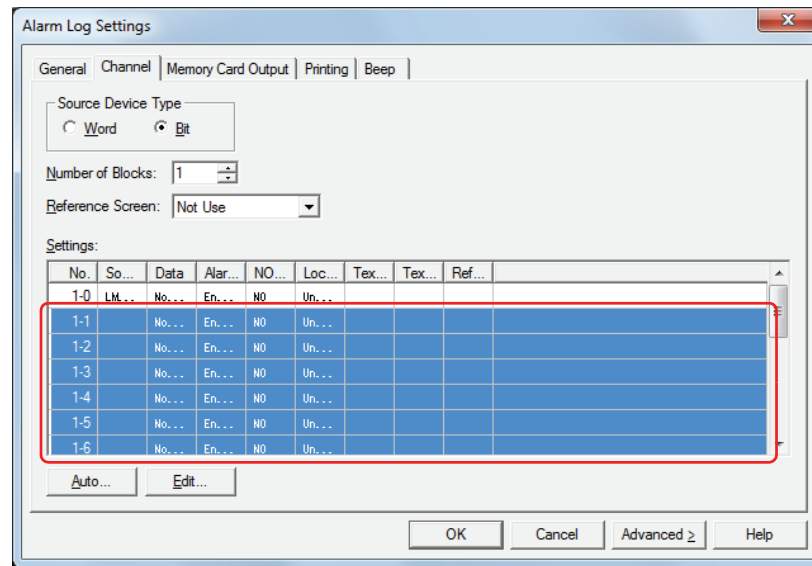 Alarm Log Settings
General Channel Memory Card Output Printing Beep
Source Device Type
Word Bit
Number of Blocks: 1
Reference Screen: Not Use
Settings:
No. So... Data Alar... NO... Loc... Tex... Tex... Ref...
1-0 LM... No... En... NO Un...
1-1 No... En... NO Un...
1-2 No... En... NO Un...
1-3 No... En... NO Un...
1-4 No... En... NO Un...
1-5 No... En... NO Un...
1-6 No... En... NO Un...
Auto... Edit...
OK Cancel Advanced > Help